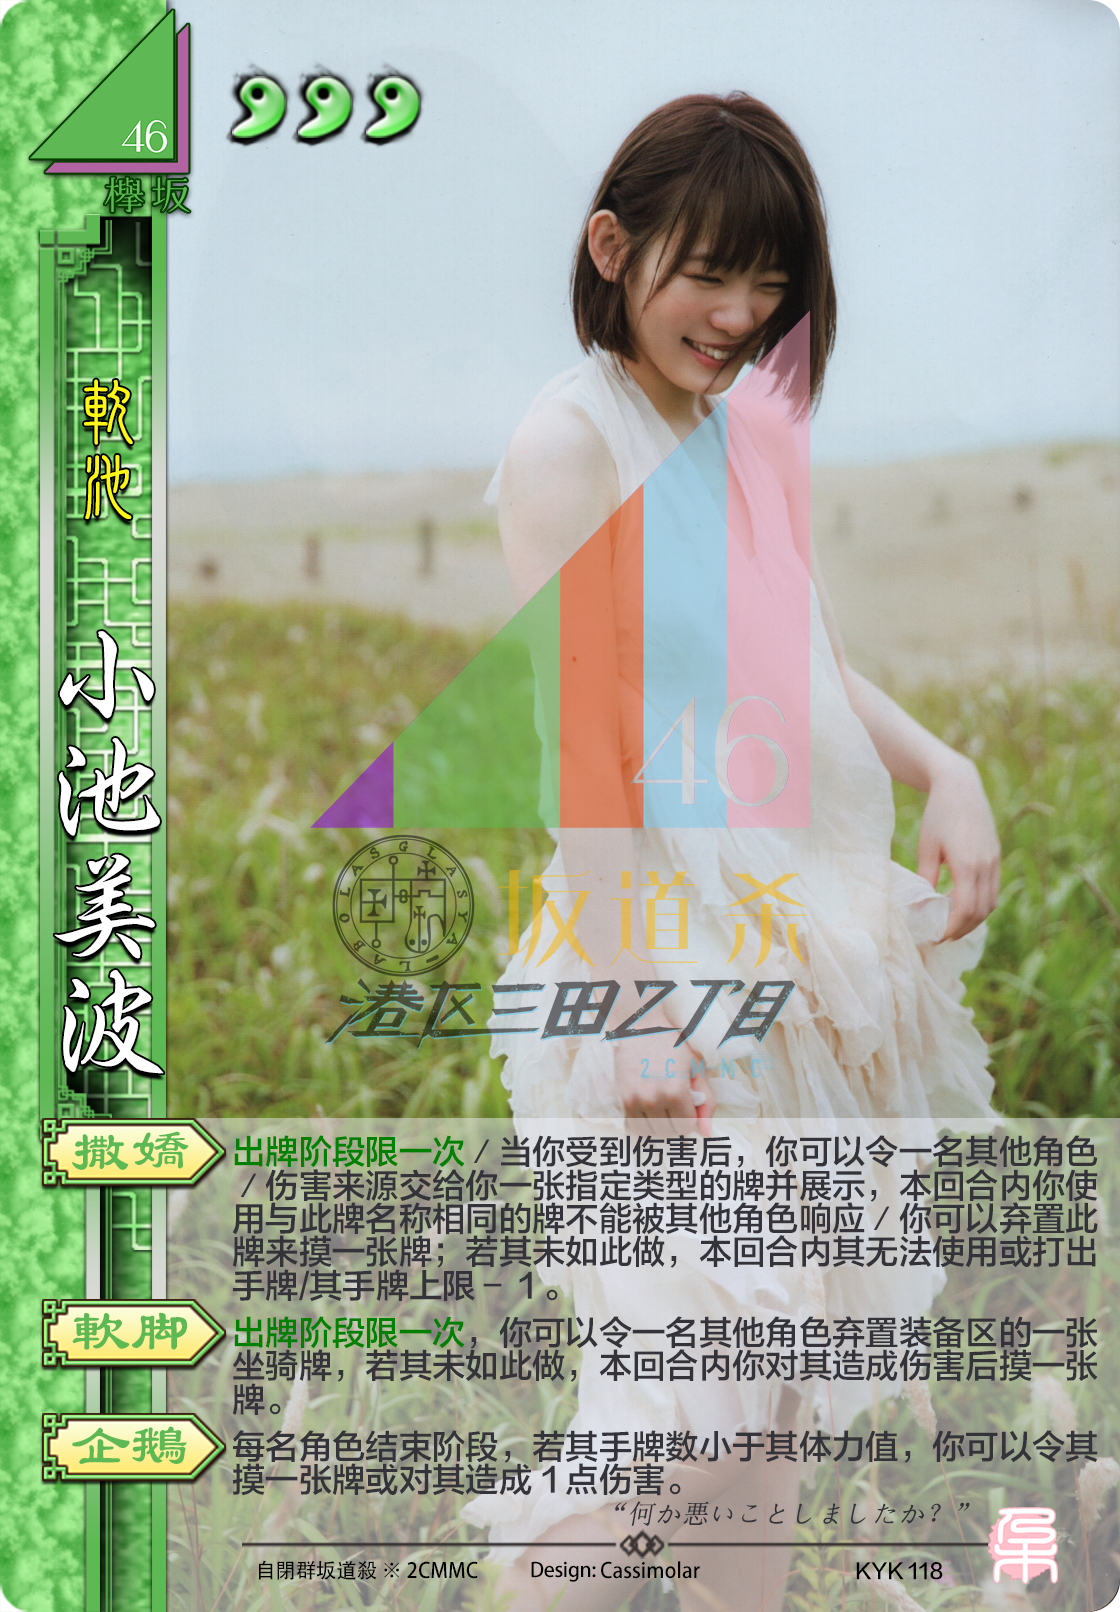 46
欅坂
軟池
小池美波
46
GLASYA-LABOLAS
坂道杀
港区三田2丁目
2CMMC
撒嬌
出牌阶段限一次／当你受到伤害后，你可以令一名其他角色
／伤害来源交给你一张指定类型的牌并展示，本回合内你使
用与此牌名称相同的牌不能被其他角色响应／你可以弃置此
牌来摸一张牌；若其未如此做，本回合内其无法使用或打出
手牌/其手牌上限－1。
軟脚
出牌阶段限一次，你可以令一名其他角色弃置装备区的一张
坐骑牌，若其未如此做，本回合内你对其造成伤害后摸一张
牌。
企鵝
每名角色结束阶段，若其手牌数小于其体力值，你可以令其
摸一张牌或对其造成1点伤害。
“何か悪いことしましたか？”
自閉群坂道殺 ※ 2CMMC
Design: Cassimolar
KYK 118